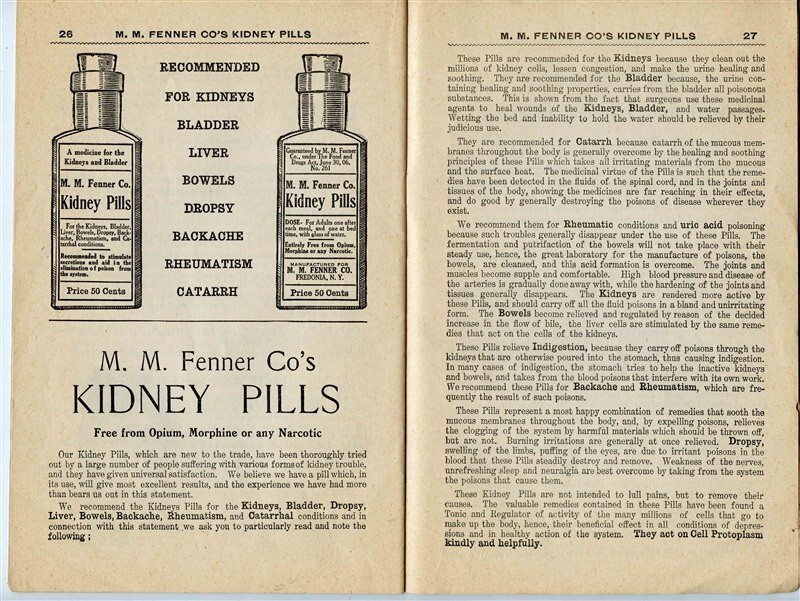 26 M. M. FENNER CO'S KIDNEY PILLS
RECOMMENDED
FOR KIDNEYS
BLADDER
LIVER
BOWELS
DROPSY
BACKACHE
RHEUMATISM
CATARRH
A medicine for the
Kidneys and Bladder
M. M. Fenner Co.
Kidney Pills
For the Kidneys, Bladder,
Liver, Bowels, Dropsy, Back-
ache, Rheumatism, and Ca-
tarrhal conditions.
Recommended to stimulate
secretions and aid in the
elimination of poison from
the system.
Price 50 Cents
Guaranteed by M. M. Fenner
Co., under The Food and
Drugs Act, June 30, 06.
No. 261
M. M. Fenner Co.
Kidney Pills
DOSE- For Adults one after
each meal, and one at bed
time, with glass of water.
Entirely Free from Opium,
Morphine or any Narcotic.
MANUFACTURED FOR
M. M. FENNER CO.
FREDONIA, N. Y.
Price 50 Cents
M. M. Fenner Co's
KIDNEY PILLS
Free from Opium, Morphine or any Narcotic
Our Kidney Pills, which are new to the trade, have been thoroughly tried
out by a large number of people suffering with various forms of kidney trouble,
and they have given universal satisfaction. We believe we have a pill which, in
its use, will give most excellent results, and the experience we have had more
than bears us out in this statement.
We recommend the Kidney Pills for the Kidneys, Bladder, Dropsy,
Liver, Bowels, Backache, Rheumatism, and Catarrhal conditions and in
connection with this statement we ask you to particularly read and note the
following;
M. M. FENNER CO'S KIDNEY PILLS 27
These Pills are recommended for the Kidneys because they clean out the
millions of kidney cells, lessen congestion, and make the urine healing and
soothing. They are recommended for the Bladder because, the urine con-
taining healing and soothing properties, carries from the bladder all poisonous
substances. This is shown from the fact that surgeons use these medicinal
agents to heal wounds of the Kidneys, Bladder, and water passages.
Wetting the bed and inability to hold the water should be relieved by their
judicious use.
They are recommended for Catarrh because catarrh of the mucous mem-
branes throughout the body is generally overcome by the healing and soothing
principles of these Pills which takes all irritating materials from the mucous
and the surface heat. The medicinal virtue of the Pills is such that the reme-
dies have been detected in the fluids of the spinal cord, and in the joints and
tissues of the body, showing the medicines are far reaching in their effects,
and do good by generally destroying the poisons of disease wherever they
exist.
We recommend them for Rheumatic conditions and uric acid poisoning
because such troubles generally disappear under the use of these Pills. The
fermentation and putrifaction of the bowels will not take place with their
steady use, hence, the great laboratory for the manufacture of poisons, the
bowels, are cleansed, and this acid formation is overcome. The joints and
muscles become supple and comfortable. High blood pressure and disease of
the arteries is gradually done away with, while the hardening of the joints and
tissues generally disappears. The Kidneys are rendered more active by
these Pills, and should carry off all the fluid poisons in a bland and unirritating
form. The Bowels become relieved and regulated by reason of the decided
increase in the flow of bile, the liver cells are stimulated by the same reme-
dies that act on the cells of the kidneys.
These Pills relieve Indigestion, because they carry off poisons through the
kidneys that are otherwise poured into the stomach, thus causing indigestion.
In many cases of indigestion, the stomach tries to help the inactive kidneys
and bowels, and takes from the blood poisons that interfere with its own work.
We recommend these Pills for Backache and Rheumatism, which are fre-
quently the result of such poisons.
These Pills represent a most happy combination of remedies that sooth the
mucous membranes throughout the body, and, by expelling poisons, relieves
the clogging of the system by harmful materials which should be thrown off,
but are not. Burning irritations are generally at once relieved. Dropsy,
swelling of the limbs, puffing of the eyes, are due to irritant poisons in the
blood that these Pills steadily destroy and remove. Weakness of the nerves,
unrefreshing sleep and neuralgia are best overcome by taking from the system
the poisons that cause them.
These Kidney Pills are not intended to lull pains, but to remove their
causes. The valuable remedies contained in these Pills have been found a
Tonic and Regulator of activity of the many millions of cells that go to
make up the body, hence, their beneficial effect in all conditions of depres-
sions and in healthy action of the system. They act on Cell Protoplasm
kindly and helpfully.